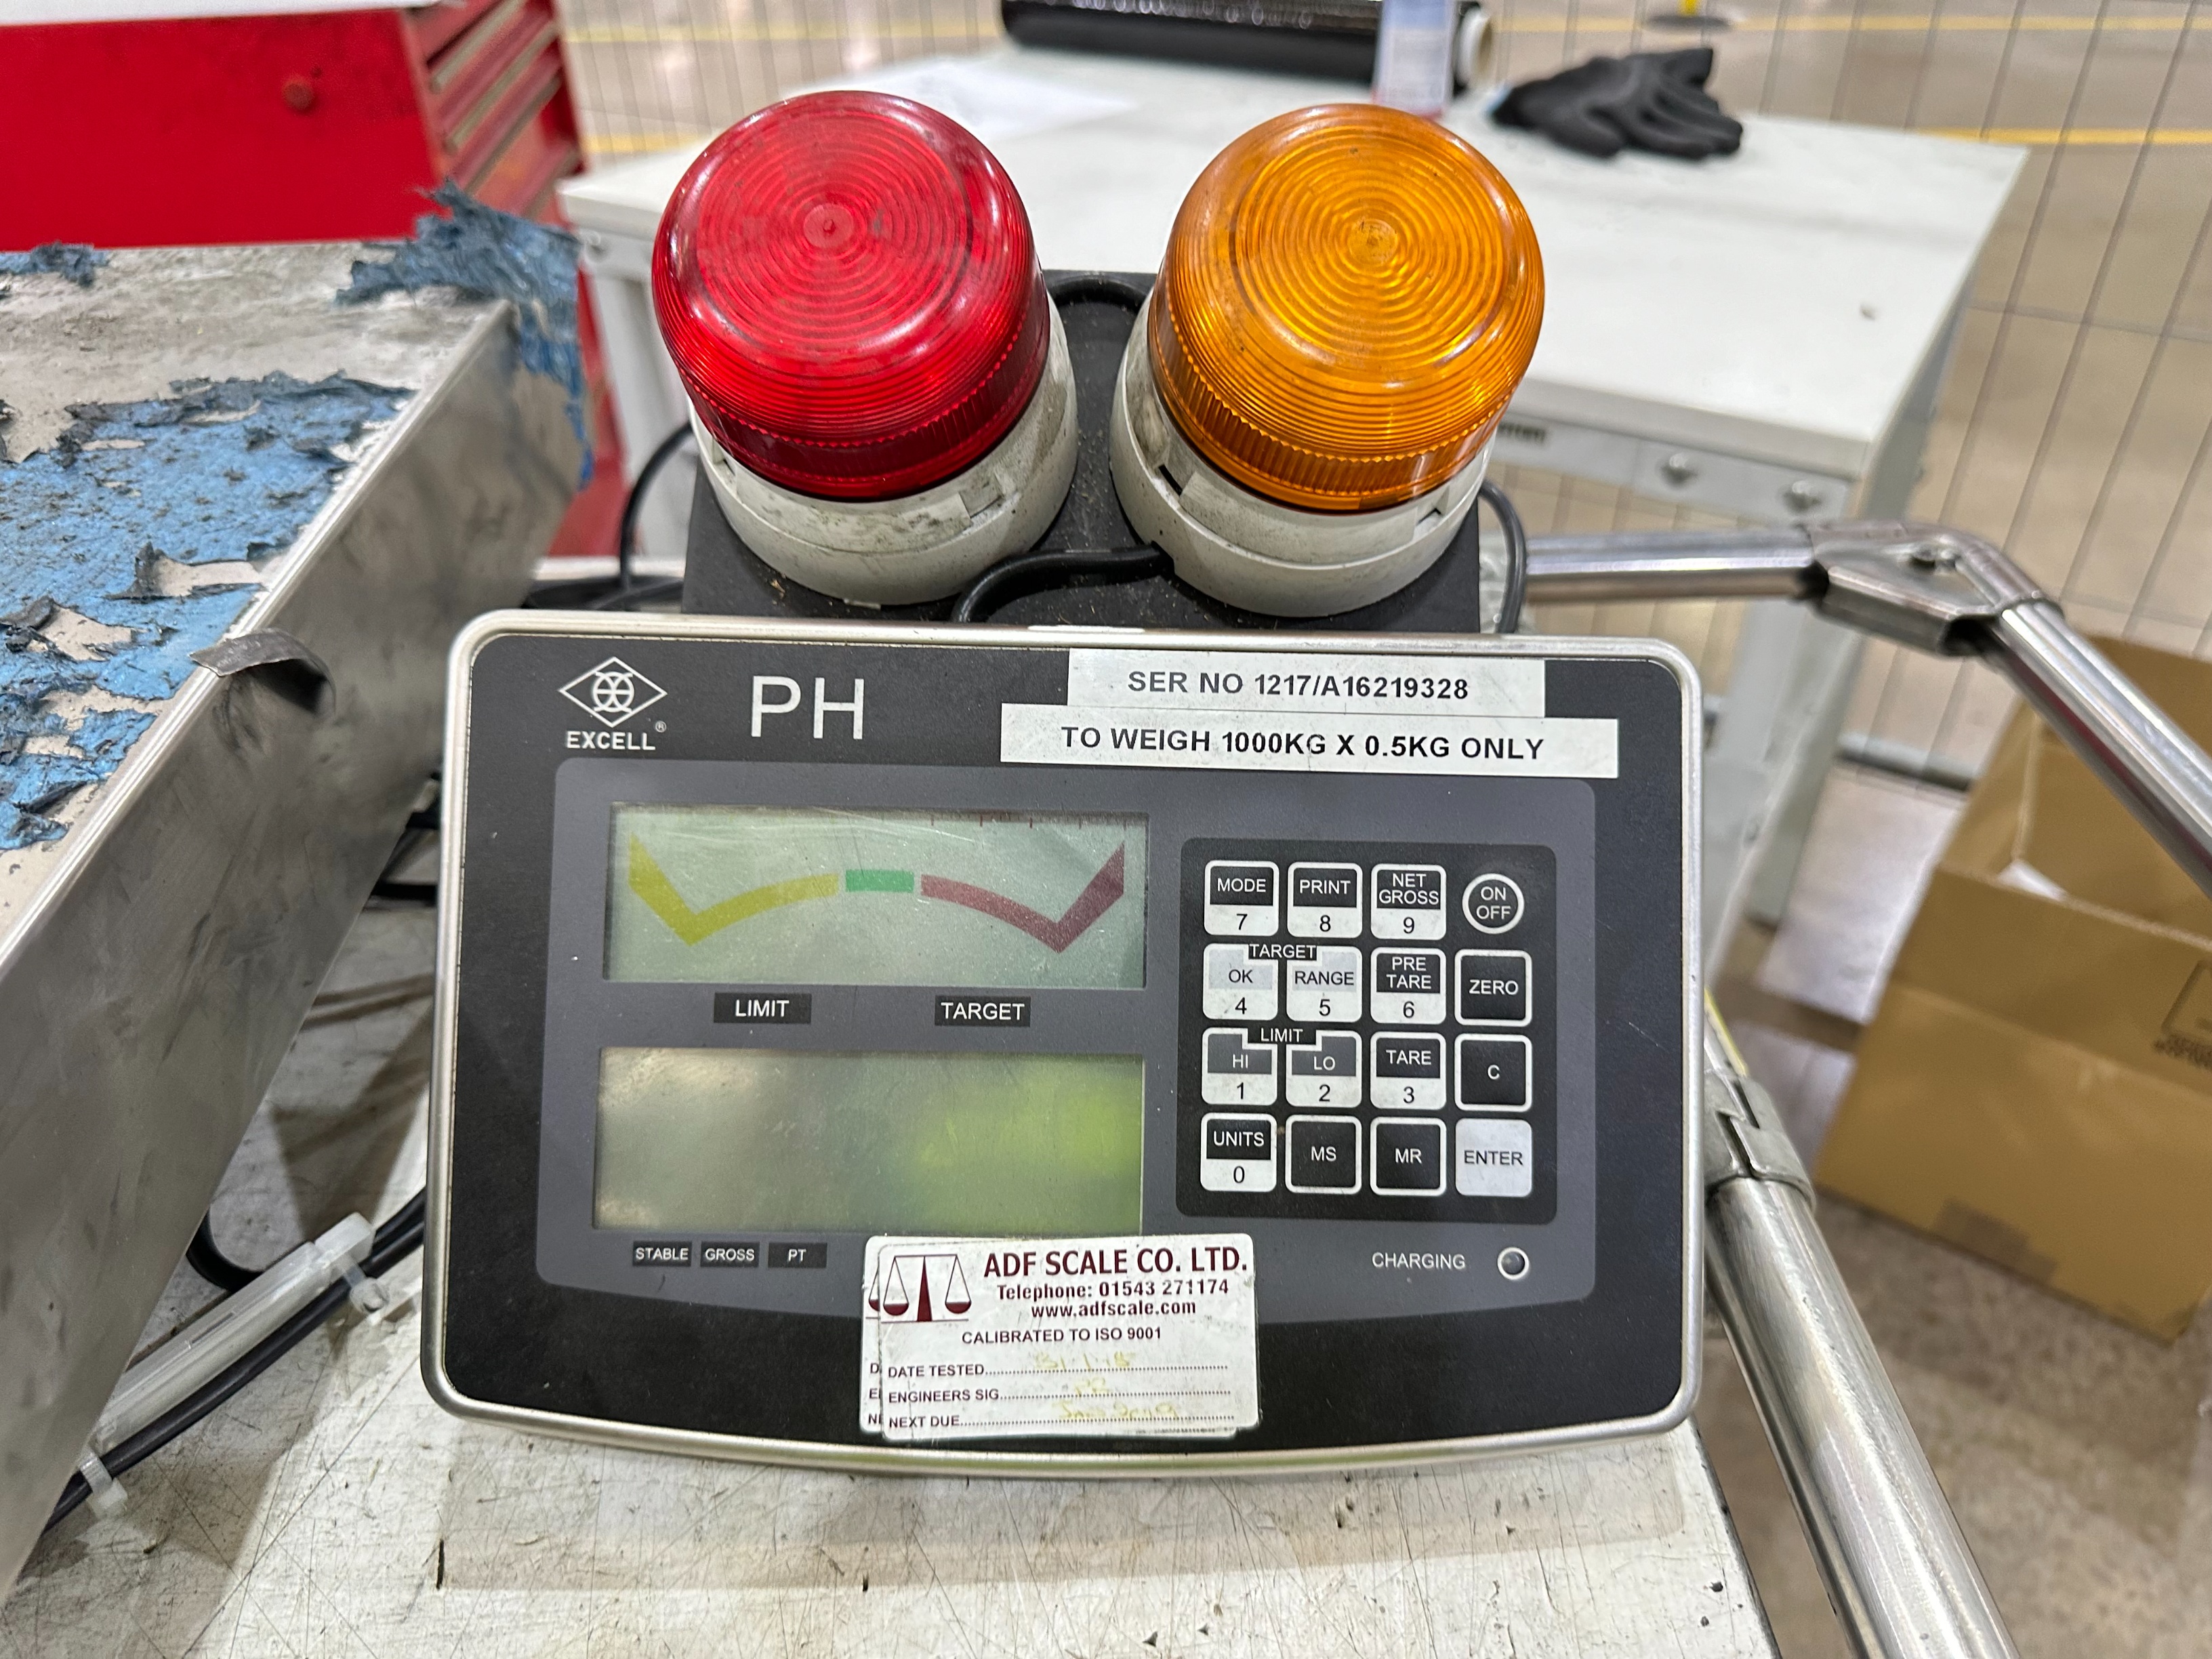 EXCELL®
PH
SER NO 1217/A16219328
TO WEIGH 1000KG X 0.5KG ONLY
LIMIT
TARGET
MODE
7
PRINT
8
NET
GROSS
9
ON
OFF
TARGET
OK
4
RANGE
5
PRE
TARE
6
ZERO
LIMIT
HI
1
LO
2
TARE
3
C
UNITS
0
MS
MR
ENTER
STABLE
GROSS
PT
CHARGING
ADF SCALE CO. LTD.
Telephone: 01543 271174
www.adfscale.com
CALIBRATED TO ISO 9001
DATE TESTED
ENGINEERS SIG
NEXT DUE